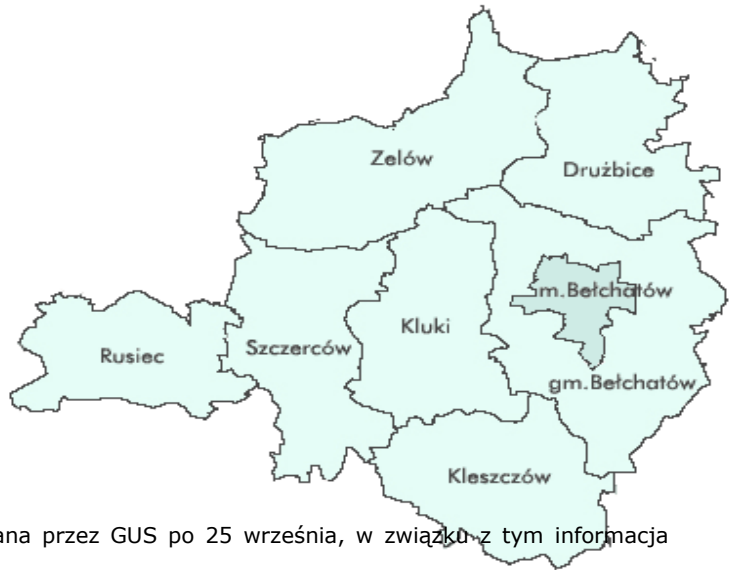 Zelów
Drużbice
m.Bełchatów
Kluki
Szczerców
Rusiec
gm.Bełchatów
Kleszczów
ana przez GUS po 25 września, w związku z tym informacja